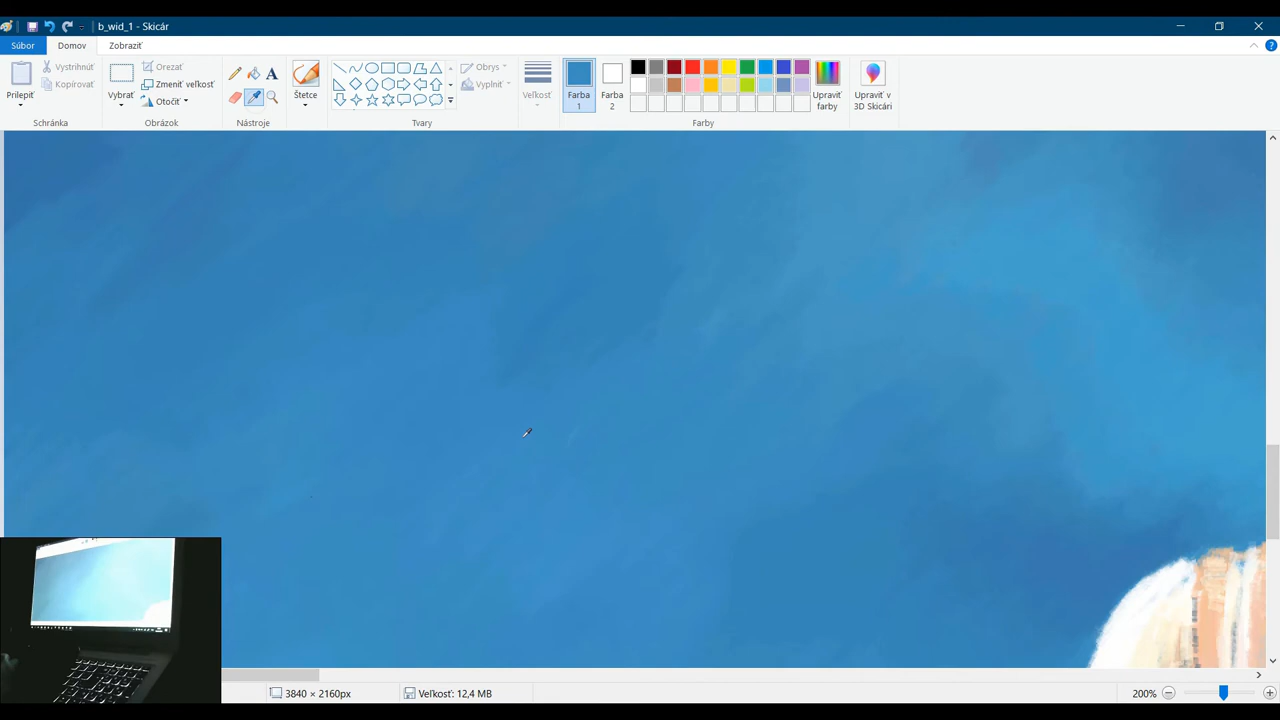 b_wid_1 - Skicár
Súbor
Domov
Zobraziť
Prilepiť
Vystrihnúť
Kopírovať
Schránka
Vybrať
Orezať
Zmeniť veľkosť
Otočiť
Obrázok
Nástroje
Štetce
Obrys
Vyplniť
Tvary
Veľkosť
Farba
1
Farba
2
Upraviť
farby
Farby
Upraviť v
3D Skicári
3840 × 2160px
Veľkosť: 12,4 MB
200%